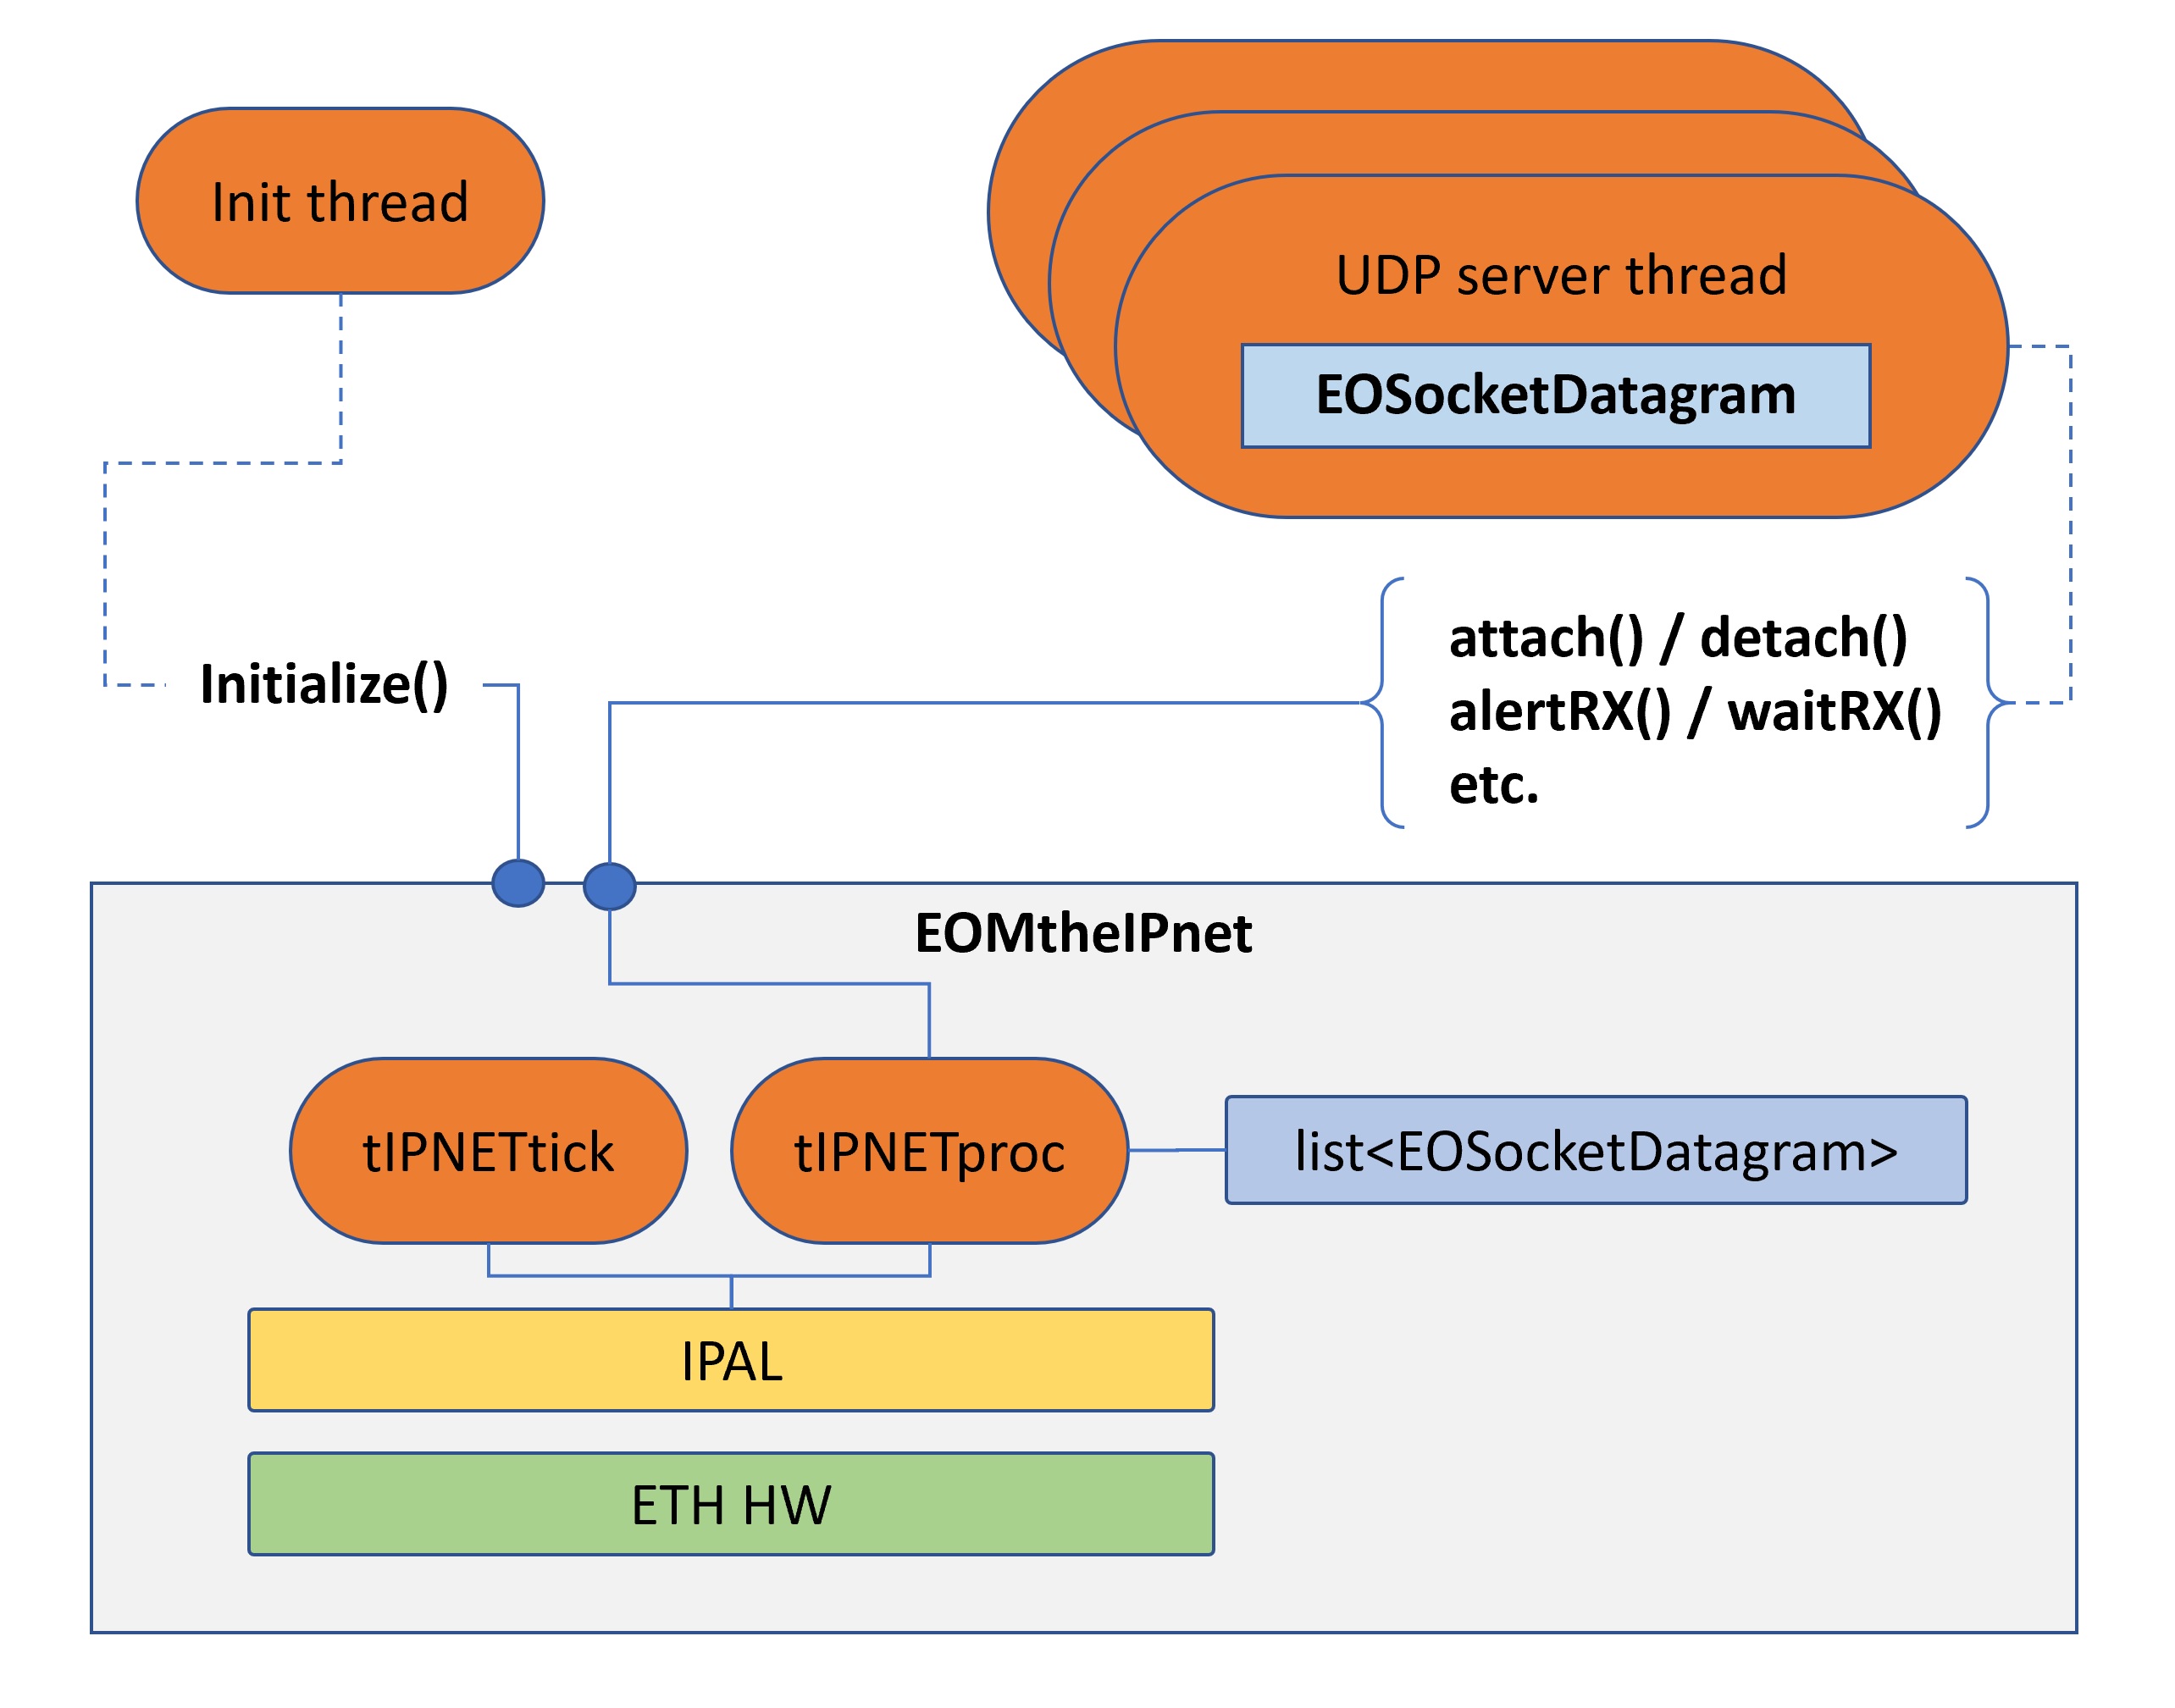 Init thread
UDP server thread
EOSocketDatagram
Initialize()
attach() / detach()
alertRX() / waitRX()
etc.
EOMtheIPnet
tIPNETtick
tIPNETproc
list<EOSocketDatagram>
IPAL
ETH HW